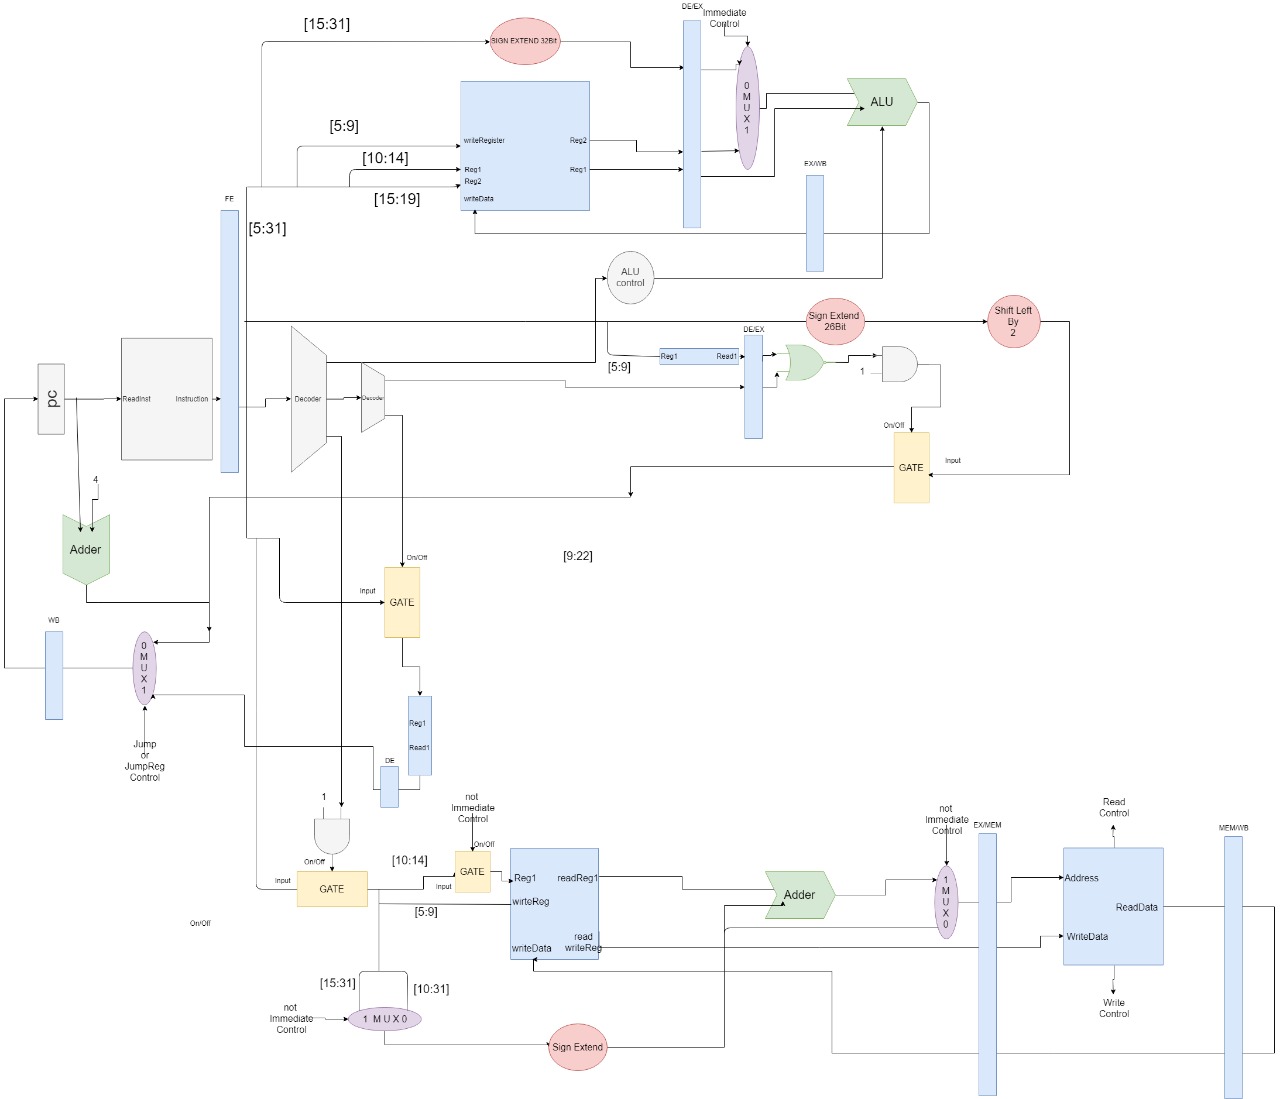 DE/EX
Immediate
Control
[15:31]
SIGN EXTEND 32Bit
0
M
U
X
1
ALU
[5:9]
writeRegister
Reg2
[10:14]
Reg1
Reg1
Reg2
[15:19]
writeData
EX/WB
FE
[5:31]
ALU
control
Sign Extend
26Bit
Shift Left
By
2
DE/EX
Reg1
Read1
[5:9]
1
pc
ReadInst
Instruction
Decoder
Decoder
On/Off
GATE
Input
4
Adder
[9:22]
On/Off
Input
GATE
WB
0
M
U
X
1
Jump
or
JumpReg
Control
Reg1
Read1
DE
1
not
Immediate
Control
On/Off
On/Off
[10:14]
GATE
Input
Input
GATE
[5:9]
On/Off
Reg1
readReg1
wirteReg
read
writeReg
writeData
Adder
not
Immediate
Control
1
M
U
X
0
EX/MEM
Read
Control
Address
ReadData
WriteData
Write
Control
MEM/WB
[15:31]
[10:31]
not
Immediate
Control
1 M U X 0
Sign Extend